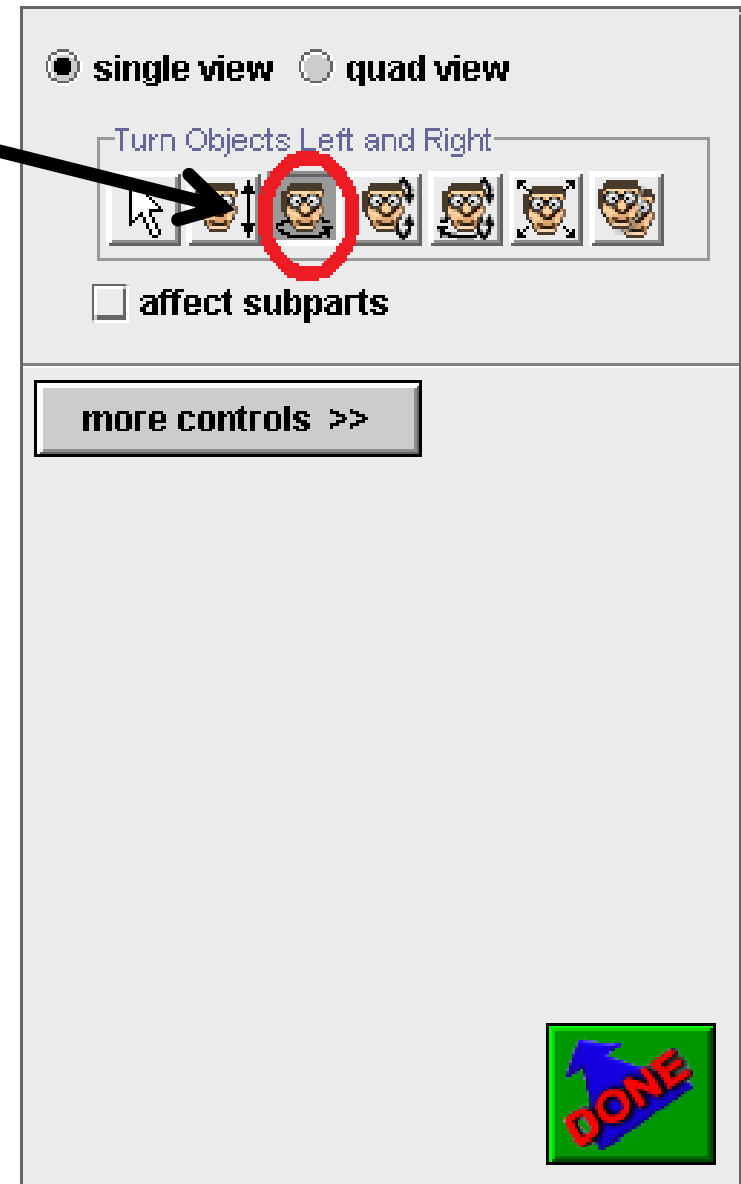 single view quad view
Turn Objects Left and Right
affect subparts
more controls >>
DONE